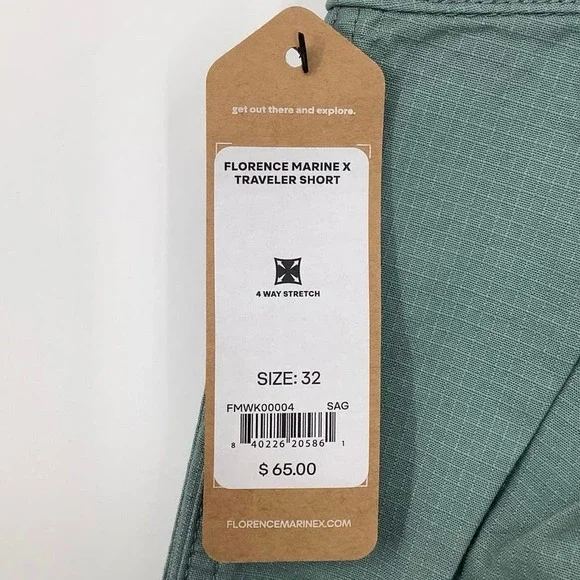 get out there and explore.
FLORENCE MARINE X
TRAVELER SHORT
4 WAY STRETCH
SIZE: 32
FMWK00004 SAG
8 40226 20586 1
$ 65.00
FLORENCEMARINEX.COM